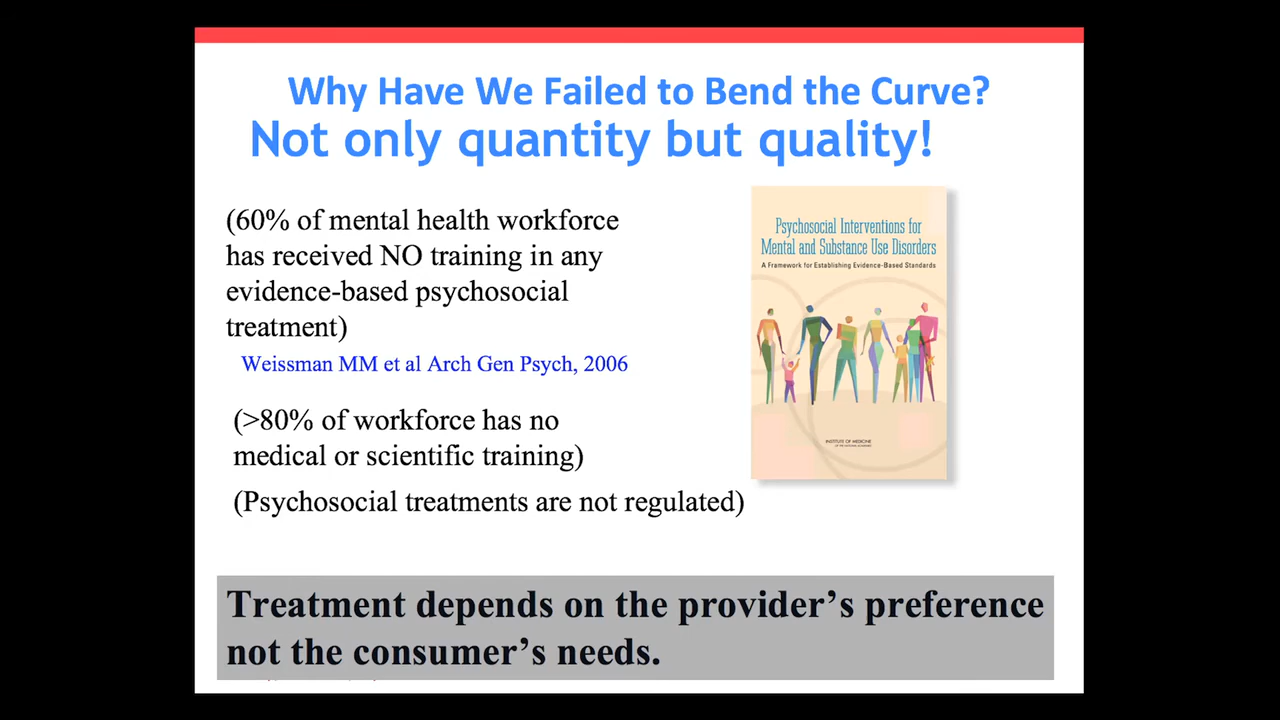 Why Have We Failed to Bend the Curve?
Not only quantity but quality!
(60% of mental health workforce
has received NO training in any
evidence-based psychosocial
treatment)
Weissman MM et al Arch Gen Psych, 2006
(>80% of workforce has no
medical or scientific training)
(Psychosocial treatments are not regulated)
Psychosocial Interventions for
Mental and Substance Use Disorders
A Framework for Establishing Evidence-Based Standards
INSTITUTE OF MEDICINE
OF THE NATIONAL ACADEMIES
Treatment depends on the provider’s preference
not the consumer’s needs.